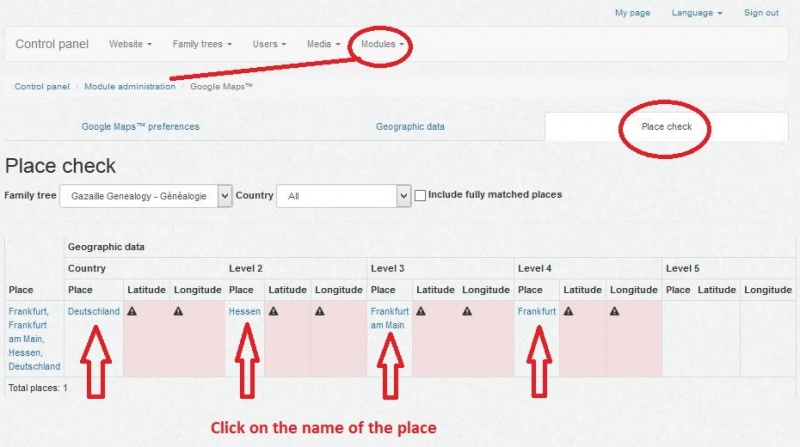 My page Language Sign out
Control panel Website Family trees Users Media Modules
Control panel / Module administration / Google Maps™
Google Maps™ preferences Geographic data Place check
Place check
Family tree Gazaille Genealogy - Généalogie Country All Include fully matched places
Geographic data
Country Level 2 Level 3 Level 4 Level 5
Place Place Latitude Longitude Place Latitude Longitude Place Latitude Longitude Place Latitude Longitude Place Latitude Longitude
Frankfurt, Deutschland Hessen Frankfurt Frankfurt
Frankfurt am Main
am Main,
Hessen,
Deutschland
Total places: 1
Click on the name of the place